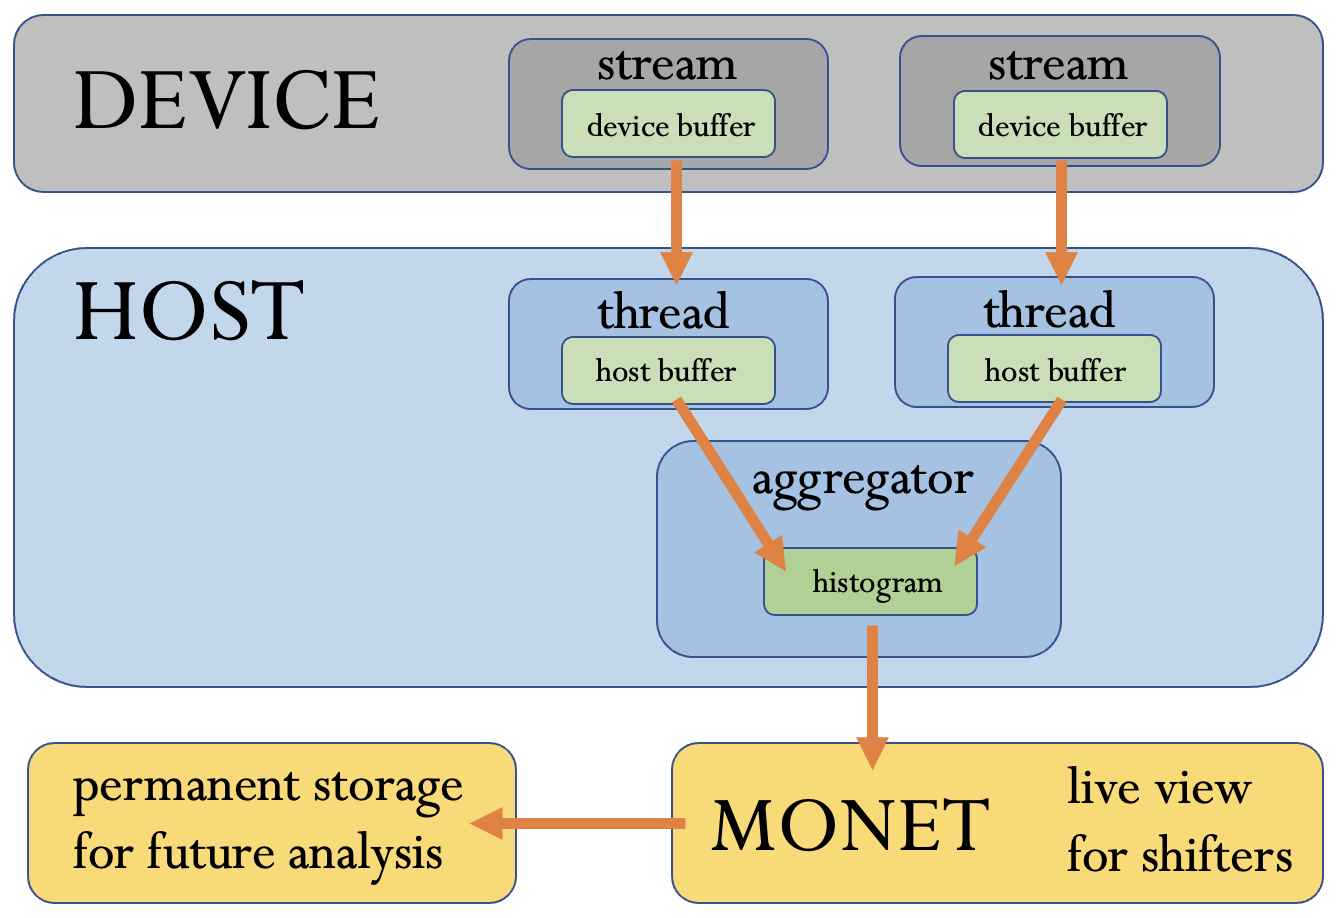 DEVICE
stream
device buffer
stream
device buffer
HOST
thread
host buffer
thread
host buffer
aggregator
histogram
permanent storage
for future analysis
MONET
live view
for shifters